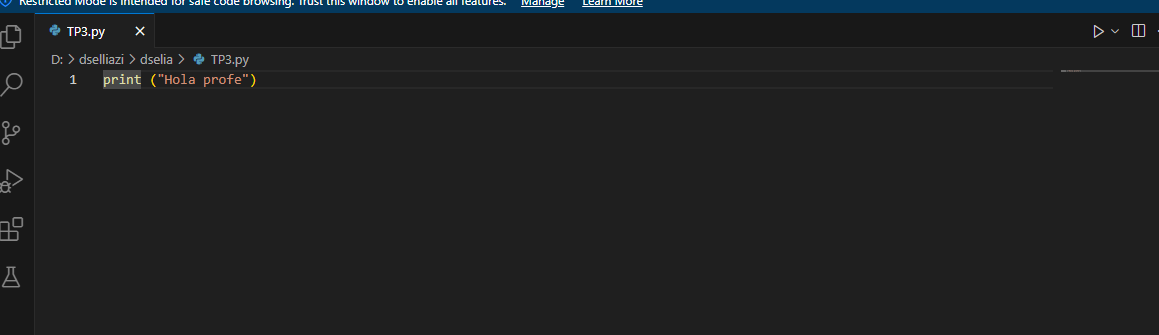 Restricted Mode is intended for safe code browsing. Trust this window to enable all features. Manage Learn More
TP3.py
D: > dselliazi > dselia > TP3.py
1 print ("Hola profe")